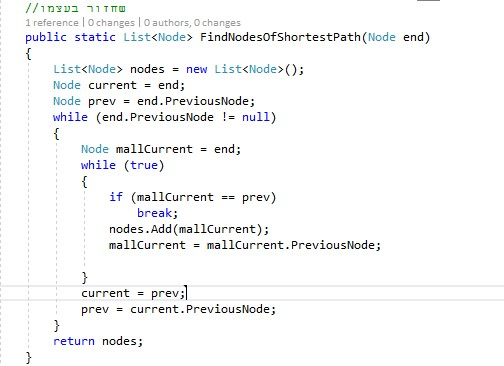 //שחזור בעצמו
1 reference | 0 changes | 0 authors, 0 changes
public static List<Node> FindNodesOfShortestPath(Node end)
{
List<Node> nodes = new List<Node>();
Node current = end;
Node prev = end.PreviousNode;
while (end.PreviousNode != null)
{
Node mallCurrent = end;
while (true)
{
if (mallCurrent == prev)
break;
nodes.Add(mallCurrent);
mallCurrent = mallCurrent.PreviousNode;
}
current = prev;
prev = current.PreviousNode;
}
return nodes;
}